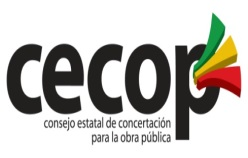 cecop
consejo estatal de concertación
para la obra pública